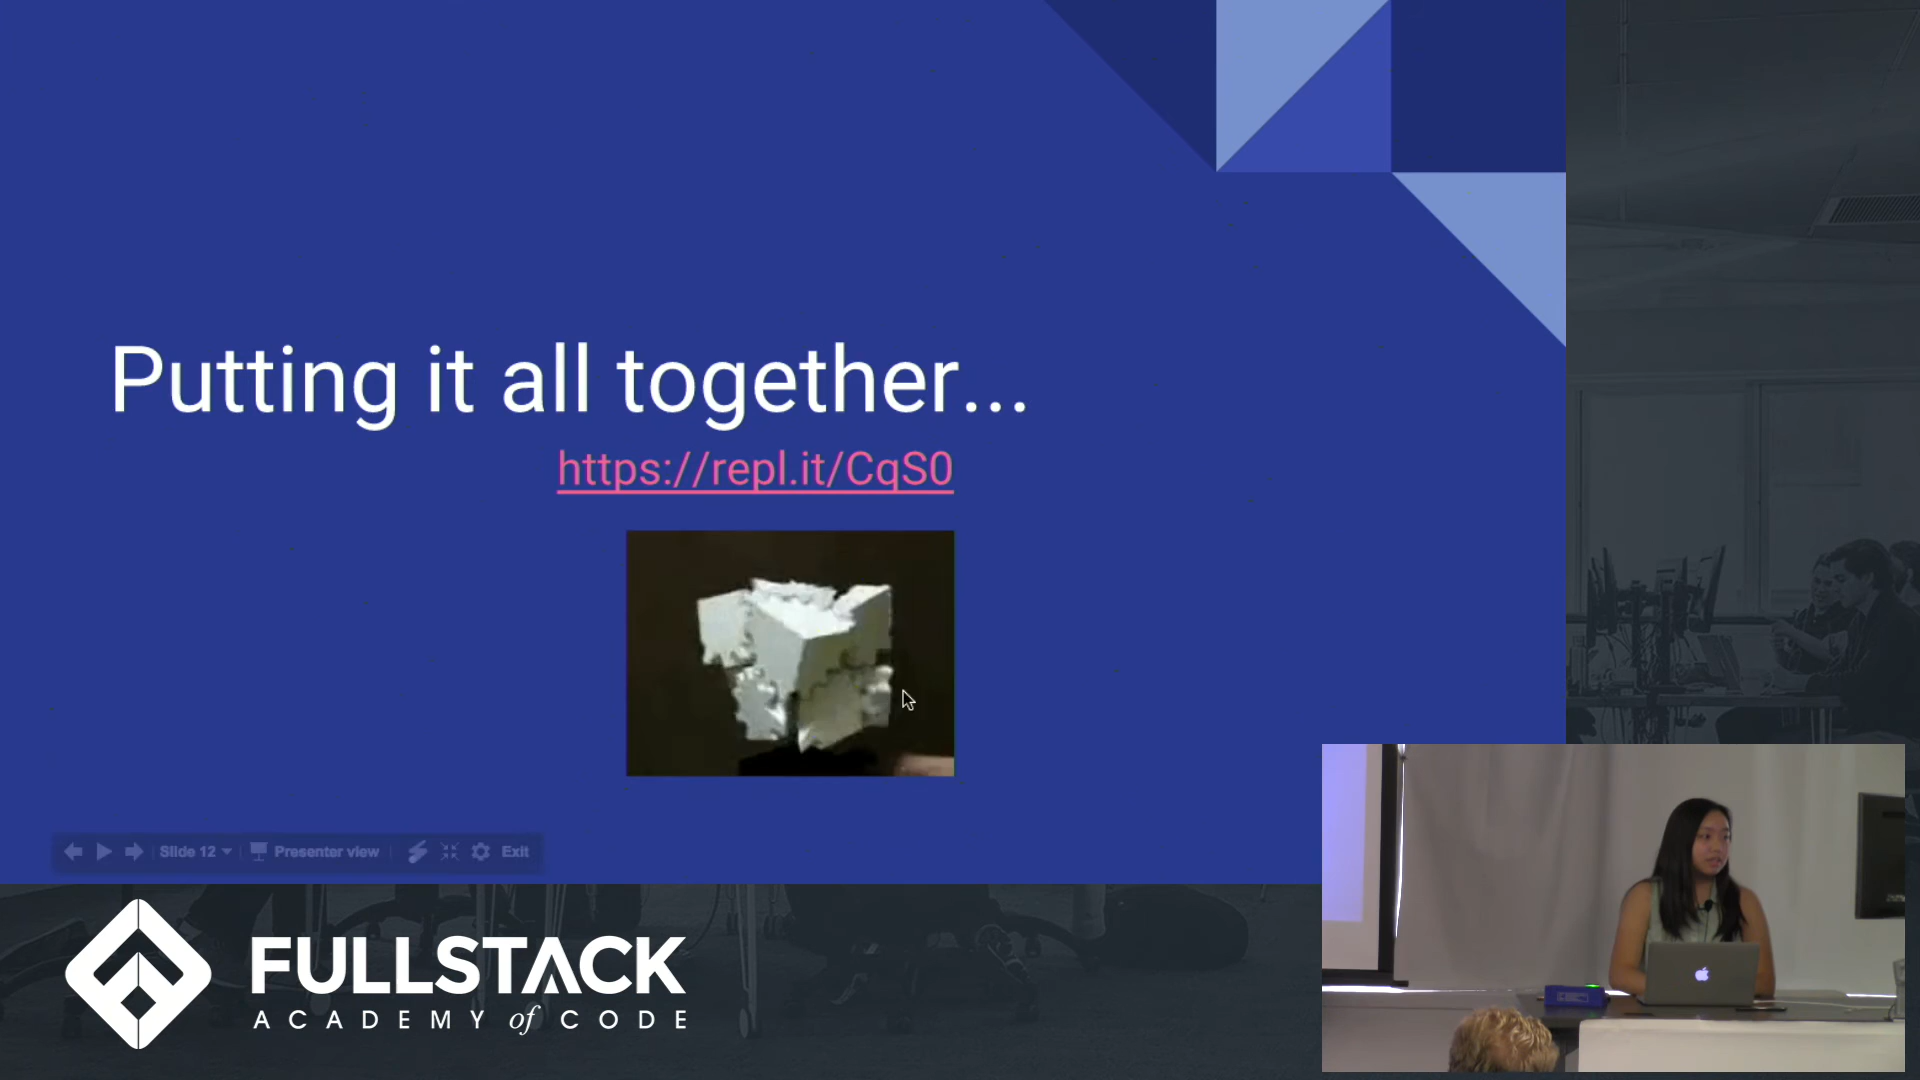 Putting it all together...
https://repl.it/CqS0
Slide 12
Presenter view
Exit
FULLSTACK
ACADEMY of CODE